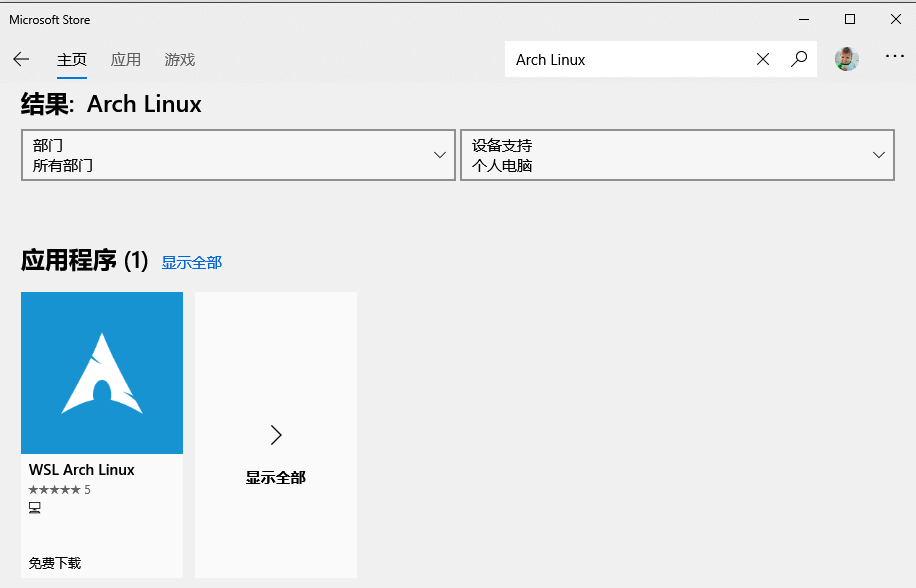 Microsoft Store
主页 应用 游戏
Arch Linux
结果: Arch Linux
部门
所有部门
设备支持
个人电脑
应用程序 (1) 显示全部
WSL Arch Linux
★★★★★ 5
免费下载
显示全部